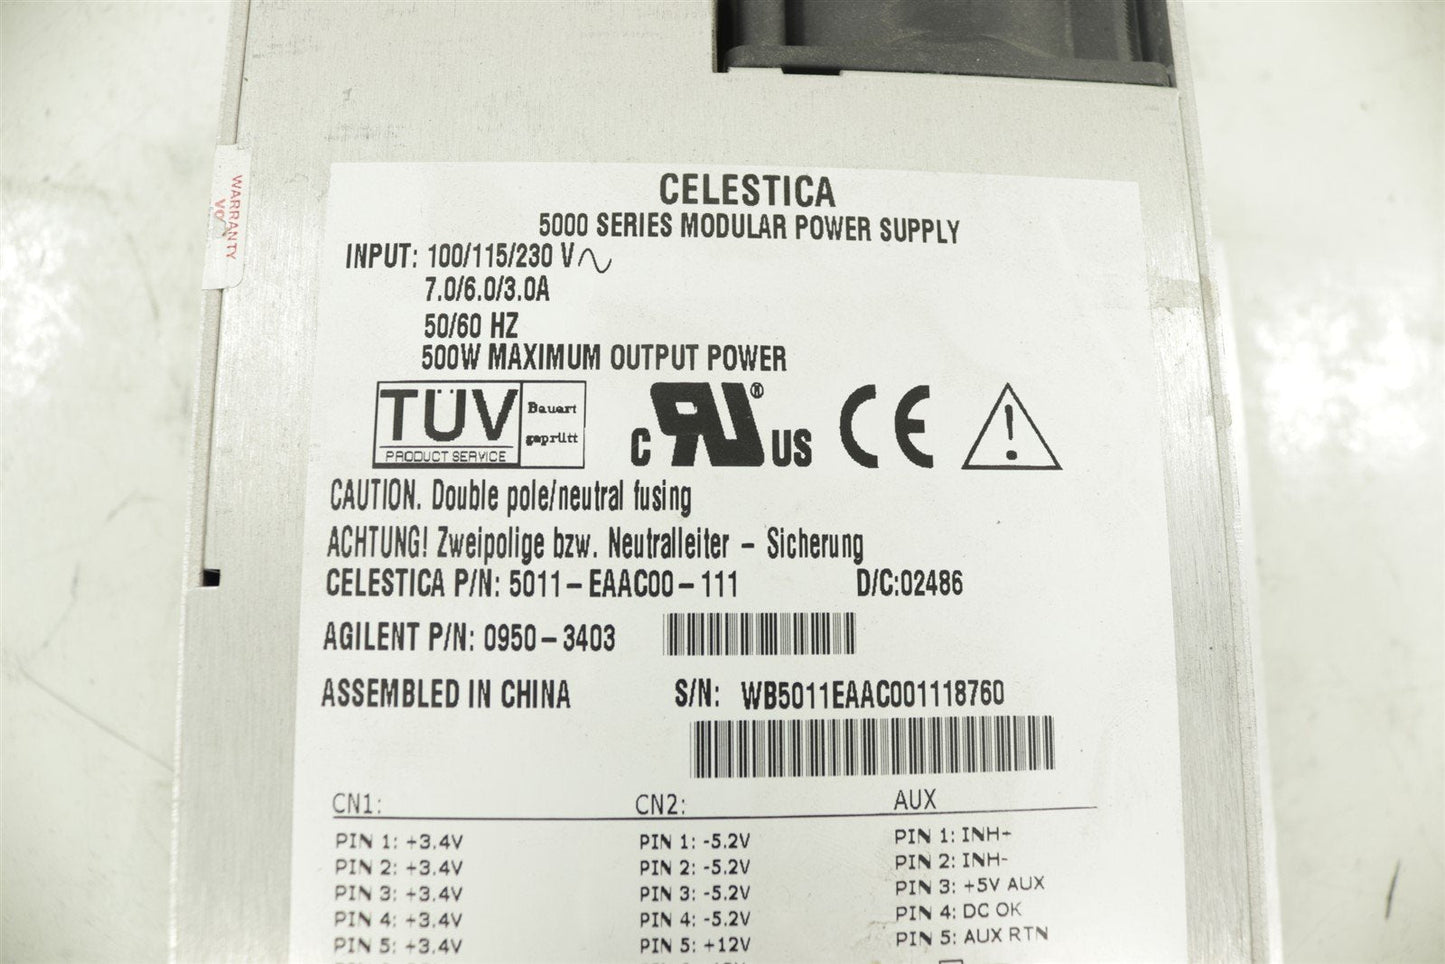 WARRANTY
VO
CELESTICA
5000 SERIES MODULAR POWER SUPPLY
INPUT: 100/115/230 V∿
7.0/6.0/3.0A
50/60 HZ
500W MAXIMUM OUTPUT POWER
TÜV
PRODUCT SERVICE
Bauart
geprüft
C RU® US CE !
CAUTION. Double pole/neutral fusing
ACHTUNG! Zweipolige bzw. Neutralleiter – Sicherung
CELESTICA P/N: 5011–EAAC00–111 D/C:02486
AGILENT P/N: 0950–3403
ASSEMBLED IN CHINA S/N: WB5011EAAC001118760
CN1: CN2: AUX
PIN 1: +3.4V PIN 1: -5.2V PIN 1: INH+
PIN 2: +3.4V PIN 2: -5.2V PIN 2: INH-
PIN 3: +3.4V PIN 3: -5.2V PIN 3: +5V AUX
PIN 4: +3.4V PIN 4: -5.2V PIN 4: DC OK
PIN 5: +3.4V PIN 5: +12V PIN 5: AUX RTN